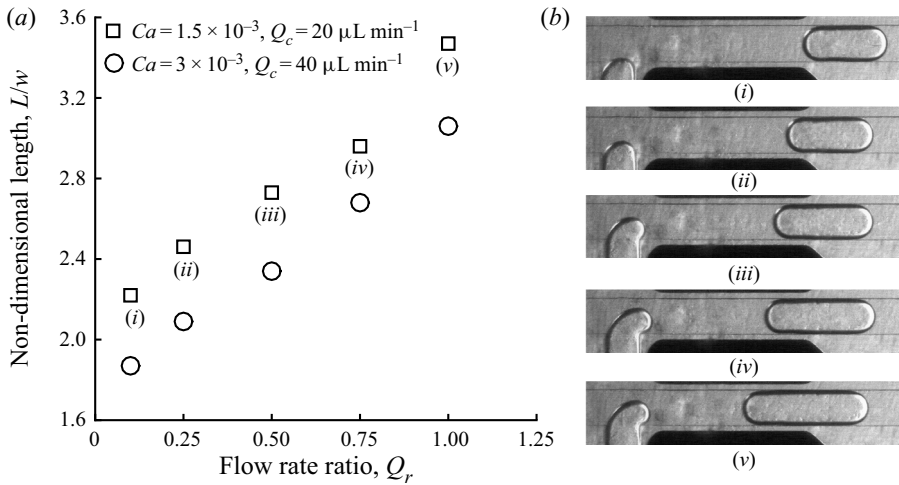 (a)
3.6
3.2
2.8
2.4
2.0
1.6
Non-dimensional length, L/w
Ca = 1.5 × 10⁻³, Q_c = 20 μL min⁻¹
Ca = 3 × 10⁻³, Q_c = 40 μL min⁻¹
(v)
(iv)
(iii)
(ii)
(i)
0 0.25 0.50 0.75 1.00 1.25
Flow rate ratio, Q_r
(b)
(i)
(ii)
(iii)
(iv)
(v)